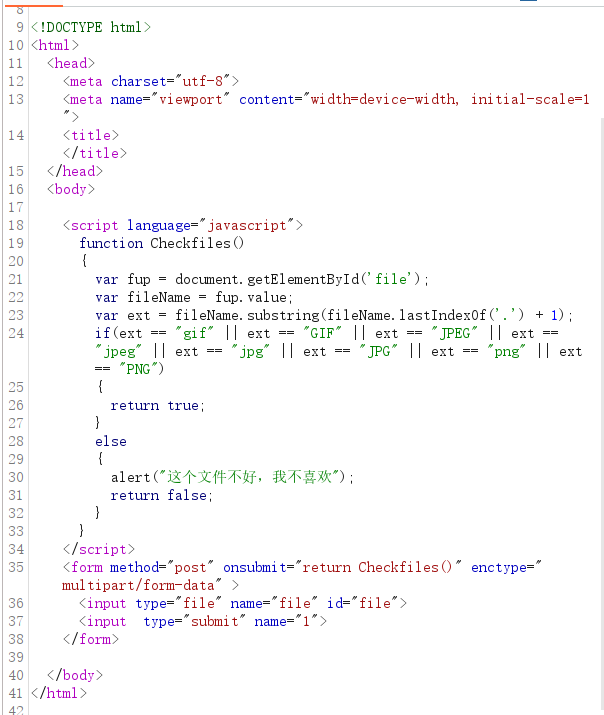 8
9 <!DOCTYPE html>
10 <html>
11 <head>
12 <meta charset="utf-8">
13 <meta name="viewport" content="width=device-width, initial-scale=1
">
14 <title>
</title>
15 </head>
16 <body>
17
18 <script language="javascript">
19 function Checkfiles()
20 {
21 var fup = document.getElementById('file');
22 var fileName = fup.value;
23 var ext = fileName.substring(fileName.lastIndexOf('.') + 1);
24 if(ext == "gif" || ext == "GIF" || ext == "JPEG" || ext ==
"jpeg" || ext == "jpg" || ext == "JPG" || ext == "png" || ext
== "PNG")
25 {
26 return true;
27 }
28 else
29 {
30 alert("这个文件不好，我不喜欢");
31 return false;
32 }
33 }
34 </script>
35 <form method="post" onsubmit="return Checkfiles()" enctype="
multipart/form-data" >
36 <input type="file" name="file" id="file">
37 <input  type="submit" name="1">
38 </form>
39
40 </body>
41 </html>
42